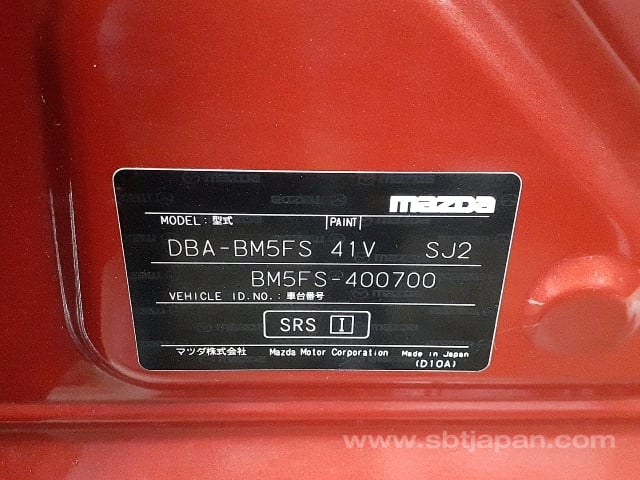 mazda
MODEL: 型式 PAINT
DBA-BM5FS 41V SJ2
BM5FS-400700
VEHICLE ID.NO.: 車台番号
SRS I
マツダ株式会社 Mazda Motor Corporation Made in Japan
(D10A)
www.sbtjapan.com